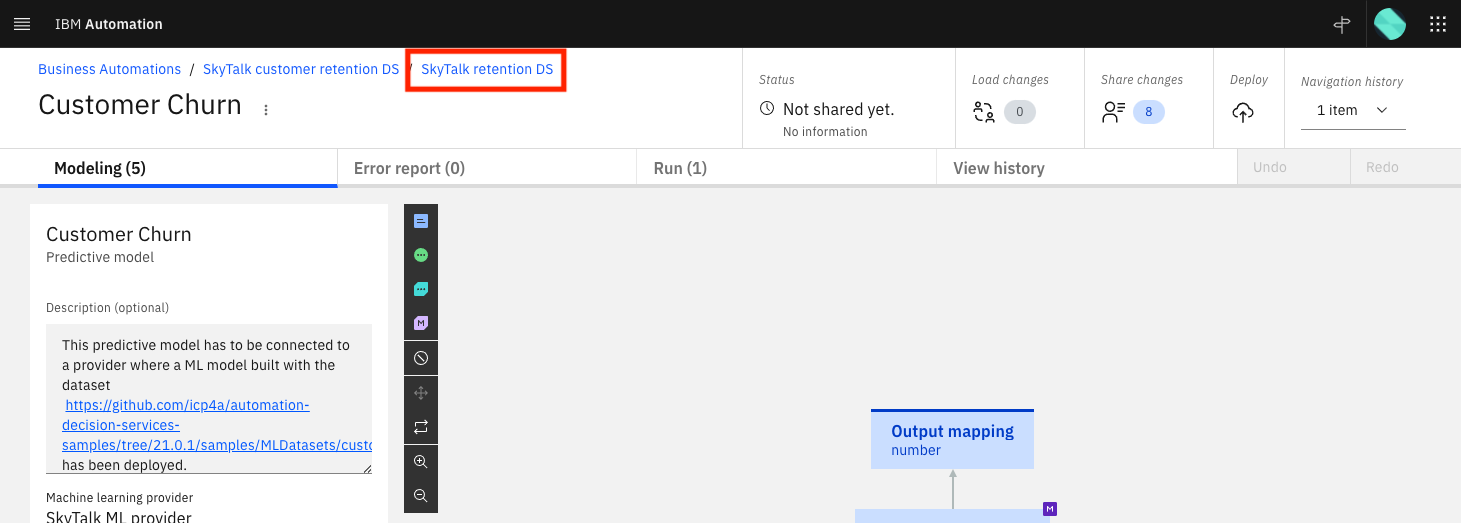 IBM Automation
Business Automations / SkyTalk customer retention DS / SkyTalk retention DS
Customer Churn
Status
Not shared yet.
No information
Load changes
0
Share changes
8
Deploy
Navigation history
1 item
Modeling (5)
Error report (0)
Run (1)
View history
Undo
Redo
Customer Churn
Predictive model
Description (optional)
This predictive model has to be connected to
a provider where a ML model built with the
dataset
https://github.com/icp4a/automation-
decision-services-
samples/tree/21.0.1/samples/MLDatasets/custo
has been deployed.
Machine learning provider
SkyTalk ML provider
M
Output mapping
number
M